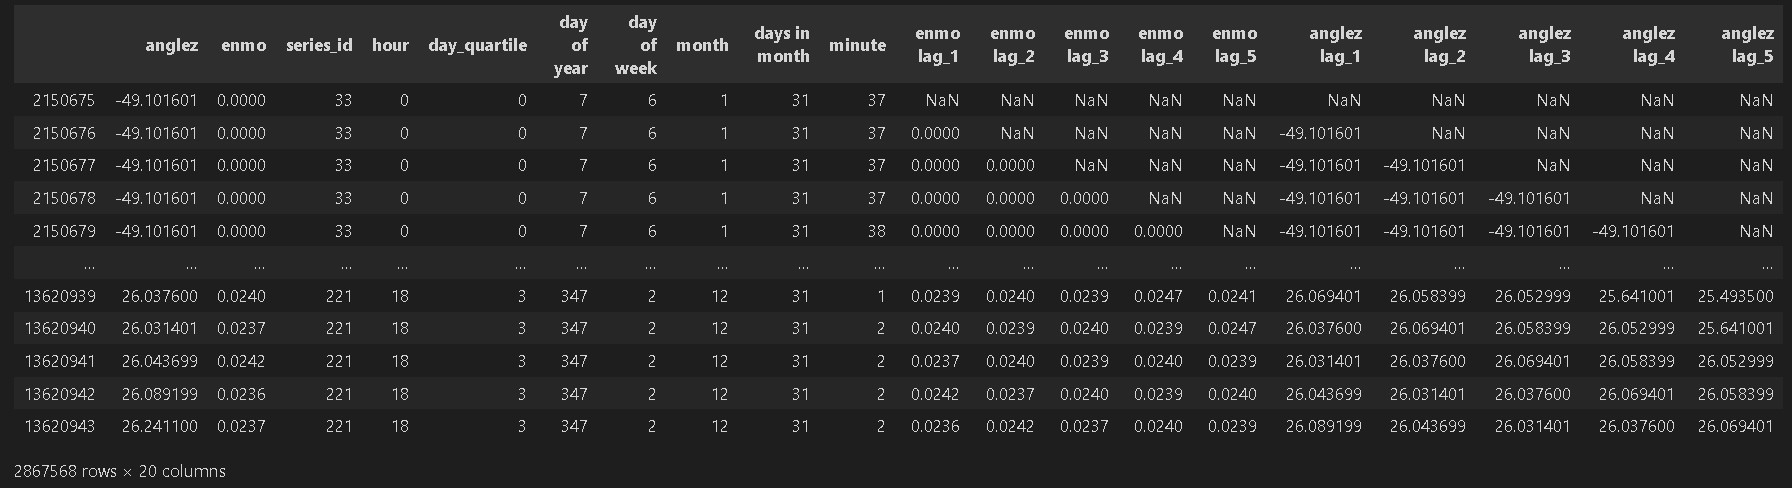 anglez enmo series_id hour day_quartile day of year day of week month days in month minute enmo lag_1 enmo lag_2 enmo lag_3 enmo lag_4 enmo lag_5 anglez lag_1 anglez lag_2 anglez lag_3 anglez lag_4 anglez lag_5
2150675 -49.101601 0.0000 33 0 0 7 6 1 31 37 NaN NaN NaN NaN NaN NaN NaN NaN NaN NaN
2150676 -49.101601 0.0000 33 0 0 7 6 1 31 37 0.0000 NaN NaN NaN NaN -49.101601 NaN NaN NaN NaN
2150677 -49.101601 0.0000 33 0 0 7 6 1 31 37 0.0000 0.0000 NaN NaN NaN -49.101601 -49.101601 NaN NaN NaN
2150678 -49.101601 0.0000 33 0 0 7 6 1 31 37 0.0000 0.0000 0.0000 NaN NaN -49.101601 -49.101601 -49.101601 NaN NaN
2150679 -49.101601 0.0000 33 0 0 7 6 1 31 38 0.0000 0.0000 0.0000 0.0000 NaN -49.101601 -49.101601 -49.101601 -49.101601 NaN
... ... ... ... ... ... ... ... ... ... ... ... ... ... ... ... ... ... ... ... ...
13620939 26.037600 0.0240 221 18 3 347 2 12 31 1 0.0239 0.0240 0.0239 0.0247 0.0241 26.069401 26.058399 26.052999 25.641001 25.493500
13620940 26.031401 0.0237 221 18 3 347 2 12 31 2 0.0240 0.0239 0.0240 0.0239 0.0247 26.037600 26.069401 26.058399 26.052999 25.641001
13620941 26.043699 0.0242 221 18 3 347 2 12 31 2 0.0237 0.0240 0.0239 0.0240 0.0239 26.031401 26.037600 26.069401 26.058399 26.052999
13620942 26.089199 0.0236 221 18 3 347 2 12 31 2 0.0242 0.0237 0.0240 0.0239 0.0240 26.043699 26.031401 26.037600 26.069401 26.058399
13620943 26.241100 0.0237 221 18 3 347 2 12 31 2 0.0236 0.0242 0.0237 0.0240 0.0239 26.089199 26.043699 26.031401 26.037600 26.069401
2867568 rows × 20 columns